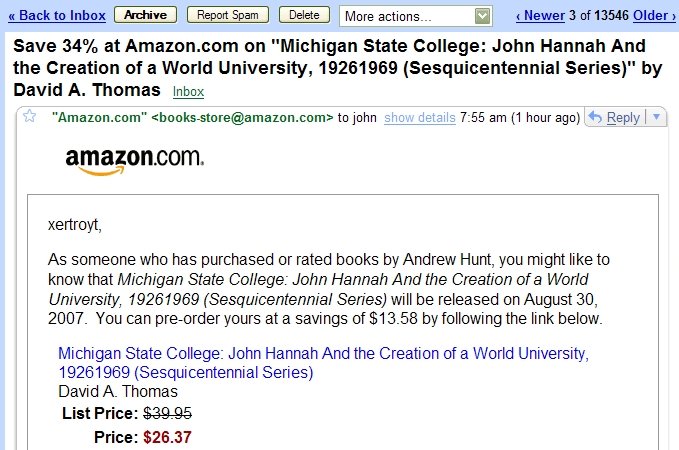 « Back to Inbox Archive Report Spam Delete More actions... ‹ Newer 3 of 13546 Older ›
Save 34% at Amazon.com on "Michigan State College: John Hannah And
the Creation of a World University, 19261969 (Sesquicentennial Series)" by
David A. Thomas Inbox
"Amazon.com" <books-store@amazon.com> to john show details 7:55 am (1 hour ago) Reply
amazon.com.
xertroyt,
As someone who has purchased or rated books by Andrew Hunt, you might like to
know that Michigan State College: John Hannah And the Creation of a World
University, 19261969 (Sesquicentennial Series) will be released on August 30,
2007. You can pre-order yours at a savings of $13.58 by following the link below.
Michigan State College: John Hannah And the Creation of a World University,
19261969 (Sesquicentennial Series)
David A. Thomas
List Price: $39.95
Price: $26.37